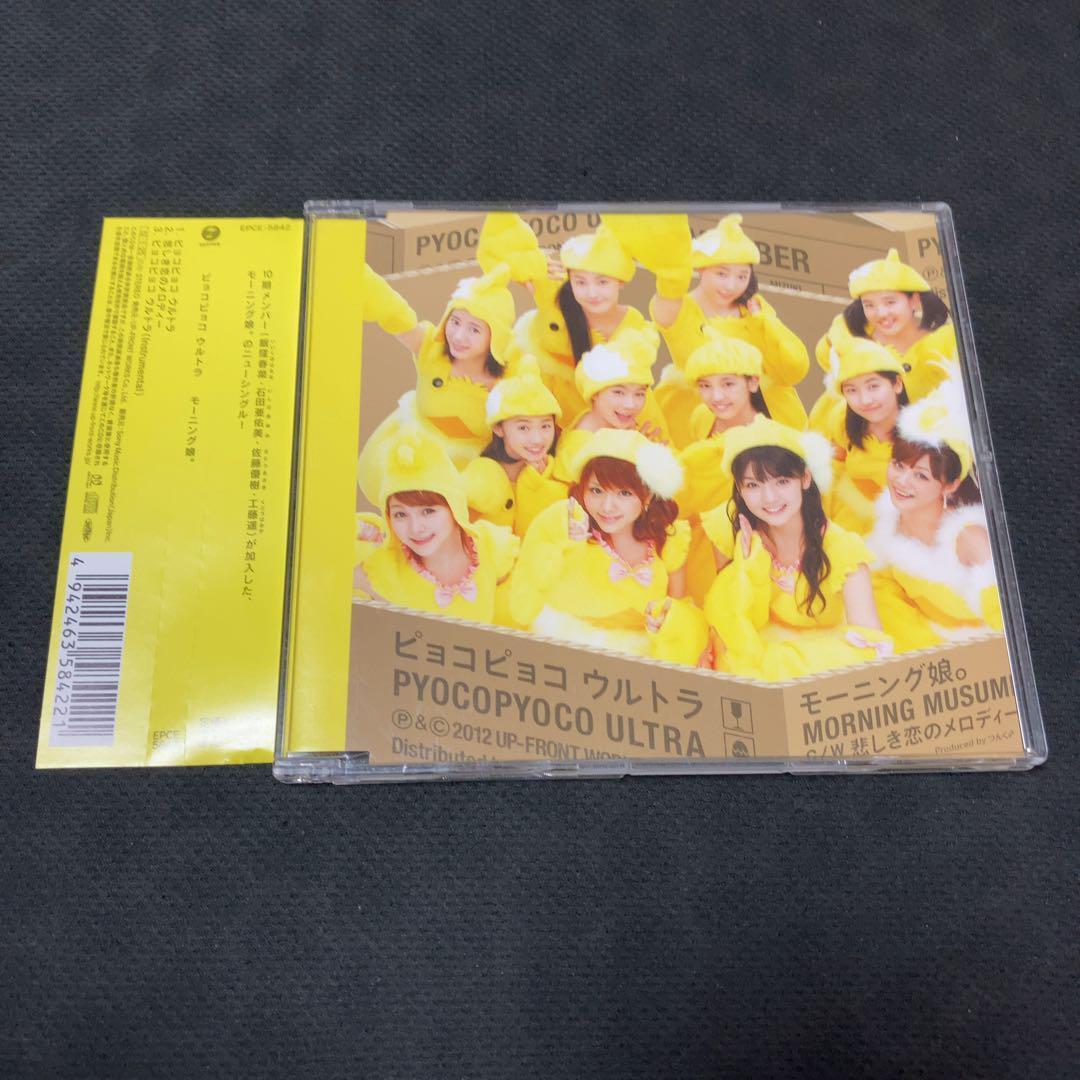 EPCE-5842
10期メンバー(飯窪春菜・石田亜佑美・佐藤優樹・工藤遥)が加入した、
モーニング娘。のニューシングル!
ピョコピョコ ウルトラ モーニング娘。
1. ピョコピョコ ウルトラ
2. 悲しき恋のメロディー
3. ピョコピョコ ウルトラ(Instrumental)
4 942463 584221
EPCE
PYOCOPYOCO U
BER
MIZUKI
PYOC
ピョコピョコ ウルトラ
PYOCOPYOCO ULTRA
Ⓟ&Ⓒ2012 UP-FRONT WOR
Distributed
モーニング娘。
MORNING MUSUM
C/W 悲しき恋のメロディー
Produced by つんく♂